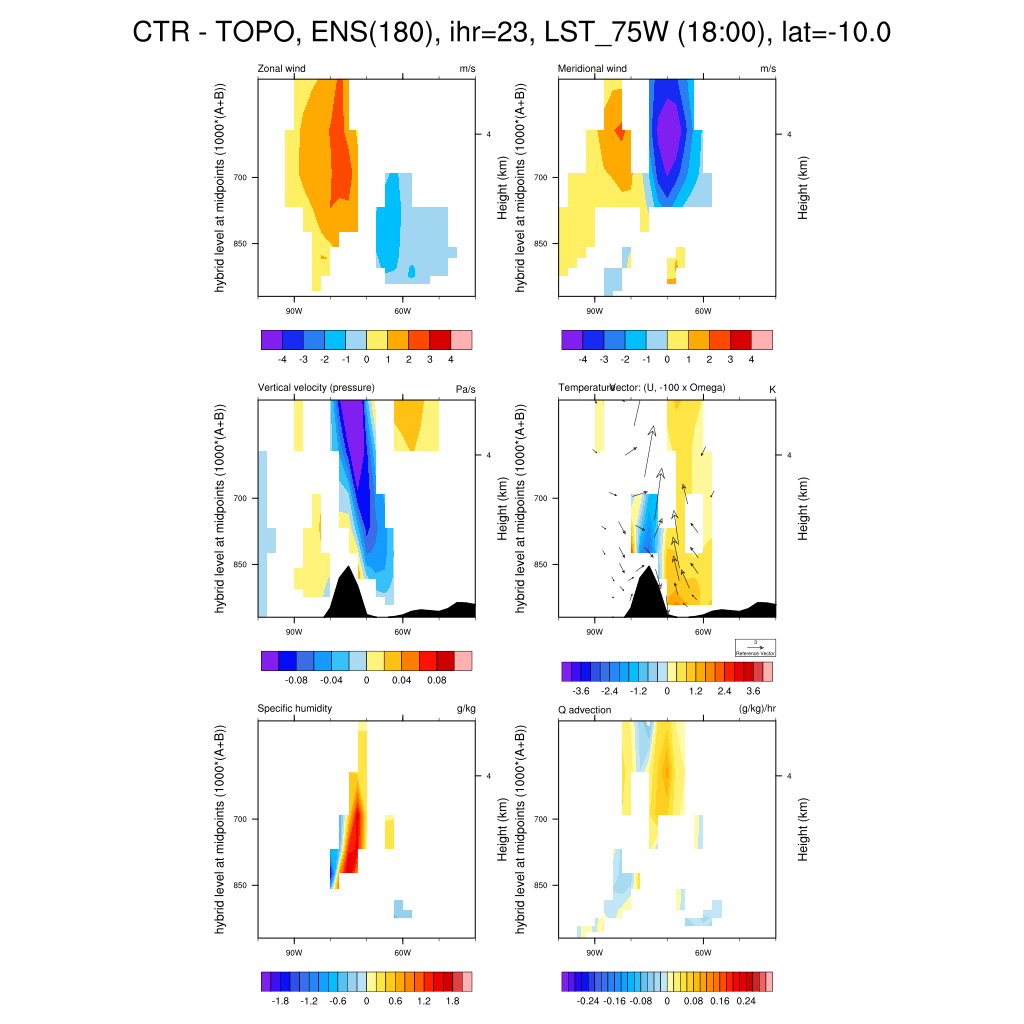 CTR - TOPO, ENS(180), ihr=23, LST_75W (18:00), lat=-10.0
Zonal wind m/s
hybrid level at midpoints (1000*(A+B))
700
850
4
Height (km)
90W 60W
-4 -3 -2 -1 0 1 2 3 4
Meridional wind m/s
hybrid level at midpoints (1000*(A+B))
700
850
4
Height (km)
90W 60W
-4 -3 -2 -1 0 1 2 3 4
Vertical velocity (pressure) Pa/s
hybrid level at midpoints (1000*(A+B))
700
850
4
Height (km)
90W 60W
-0.08 -0.04 0 0.04 0.08
Temperature Vector: (U, -100 x Omega) K
hybrid level at midpoints (1000*(A+B))
700
850
4
Height (km)
90W 60W
3
Reference Vector
-3.6 -2.4 -1.2 0 1.2 2.4 3.6
Specific humidity g/kg
hybrid level at midpoints (1000*(A+B))
700
850
4
Height (km)
90W 60W
-1.8 -1.2 -0.6 0 0.6 1.2 1.8
Q advection (g/kg)/hr
hybrid level at midpoints (1000*(A+B))
700
850
4
Height (km)
90W 60W
-0.24 -0.16 -0.08 0 0.08 0.16 0.24